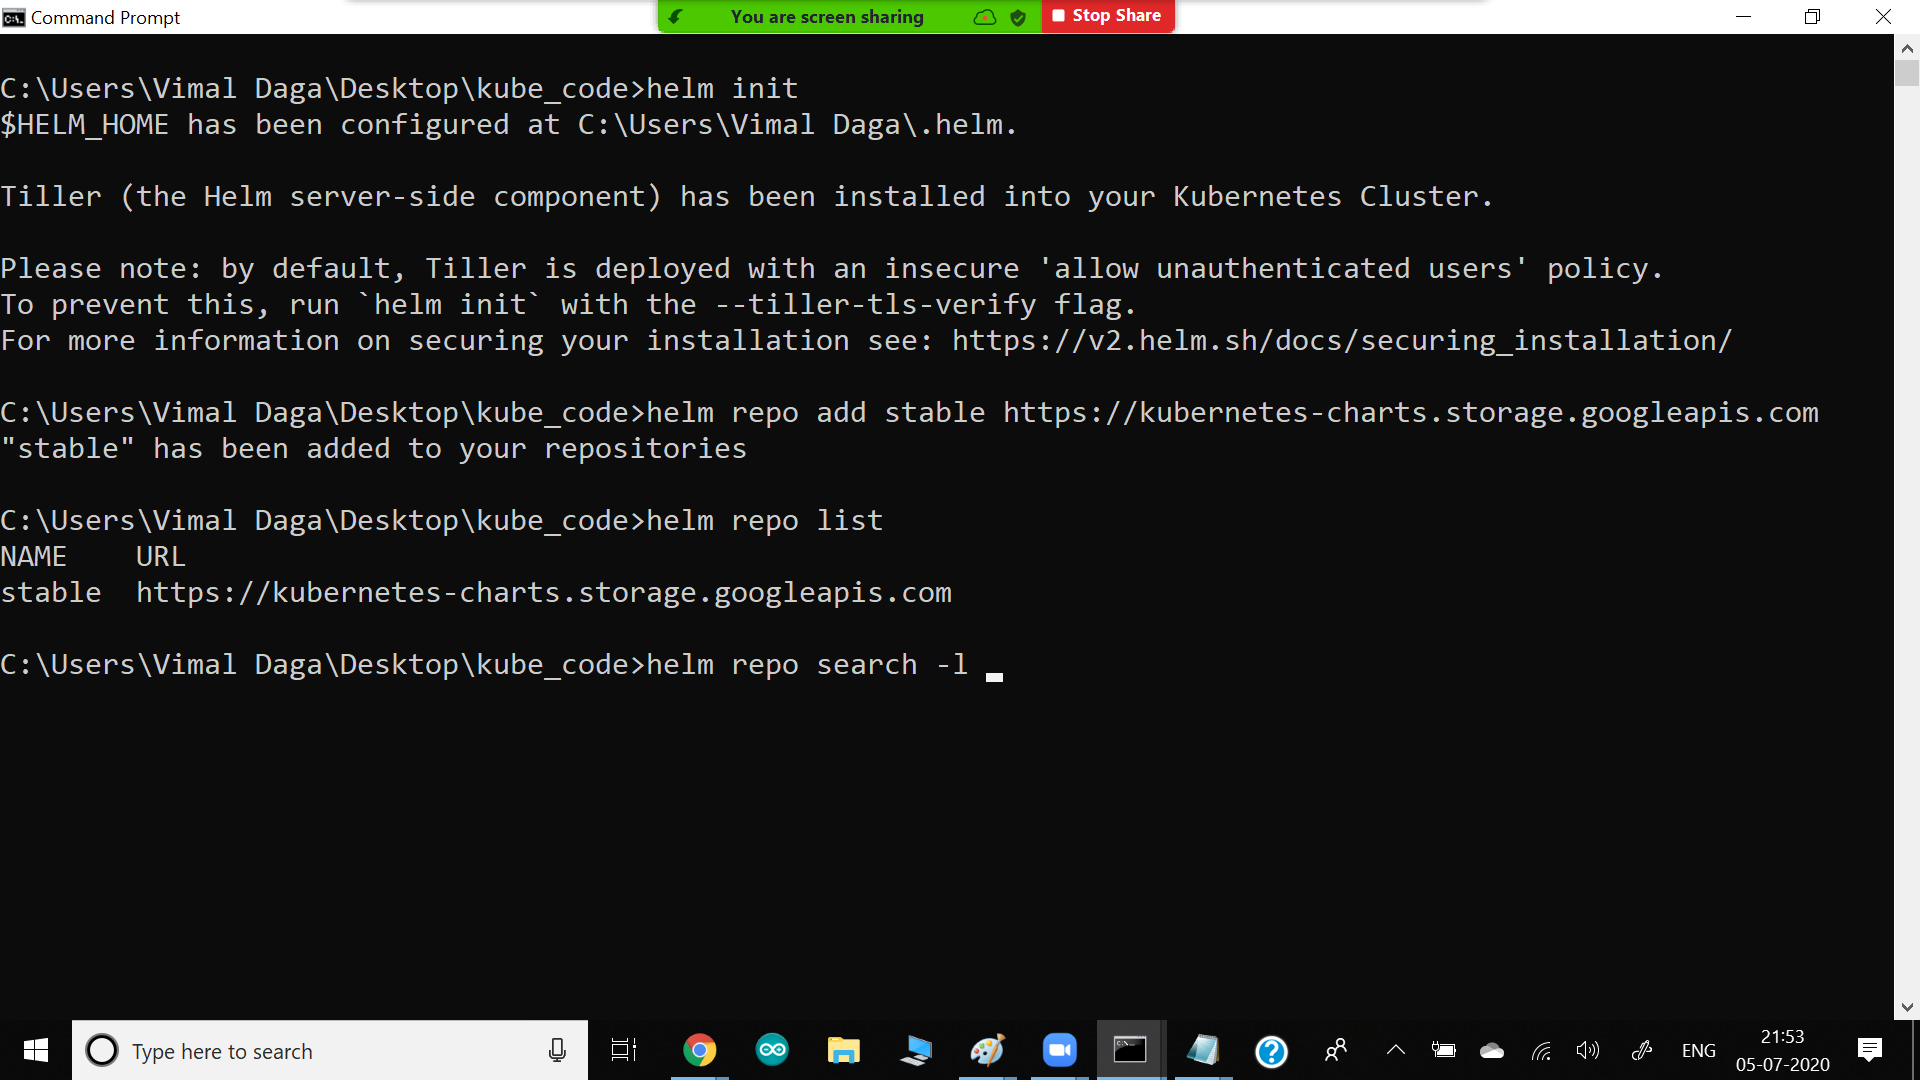 Command Prompt
You are screen sharing
Stop Share
C:\Users\Vimal Daga\Desktop\kube_code>helm init
$HELM_HOME has been configured at C:\Users\Vimal Daga\.helm.
Tiller (the Helm server-side component) has been installed into your Kubernetes Cluster.
Please note: by default, Tiller is deployed with an insecure 'allow unauthenticated users' policy.
To prevent this, run `helm init` with the --tiller-tls-verify flag.
For more information on securing your installation see: https://v2.helm.sh/docs/securing_installation/
C:\Users\Vimal Daga\Desktop\kube_code>helm repo add stable https://kubernetes-charts.storage.googleapis.com
"stable" has been added to your repositories
C:\Users\Vimal Daga\Desktop\kube_code>helm repo list
NAME    URL
stable  https://kubernetes-charts.storage.googleapis.com
C:\Users\Vimal Daga\Desktop\kube_code>helm repo search -l
Type here to search
ENG
21:53
05-07-2020